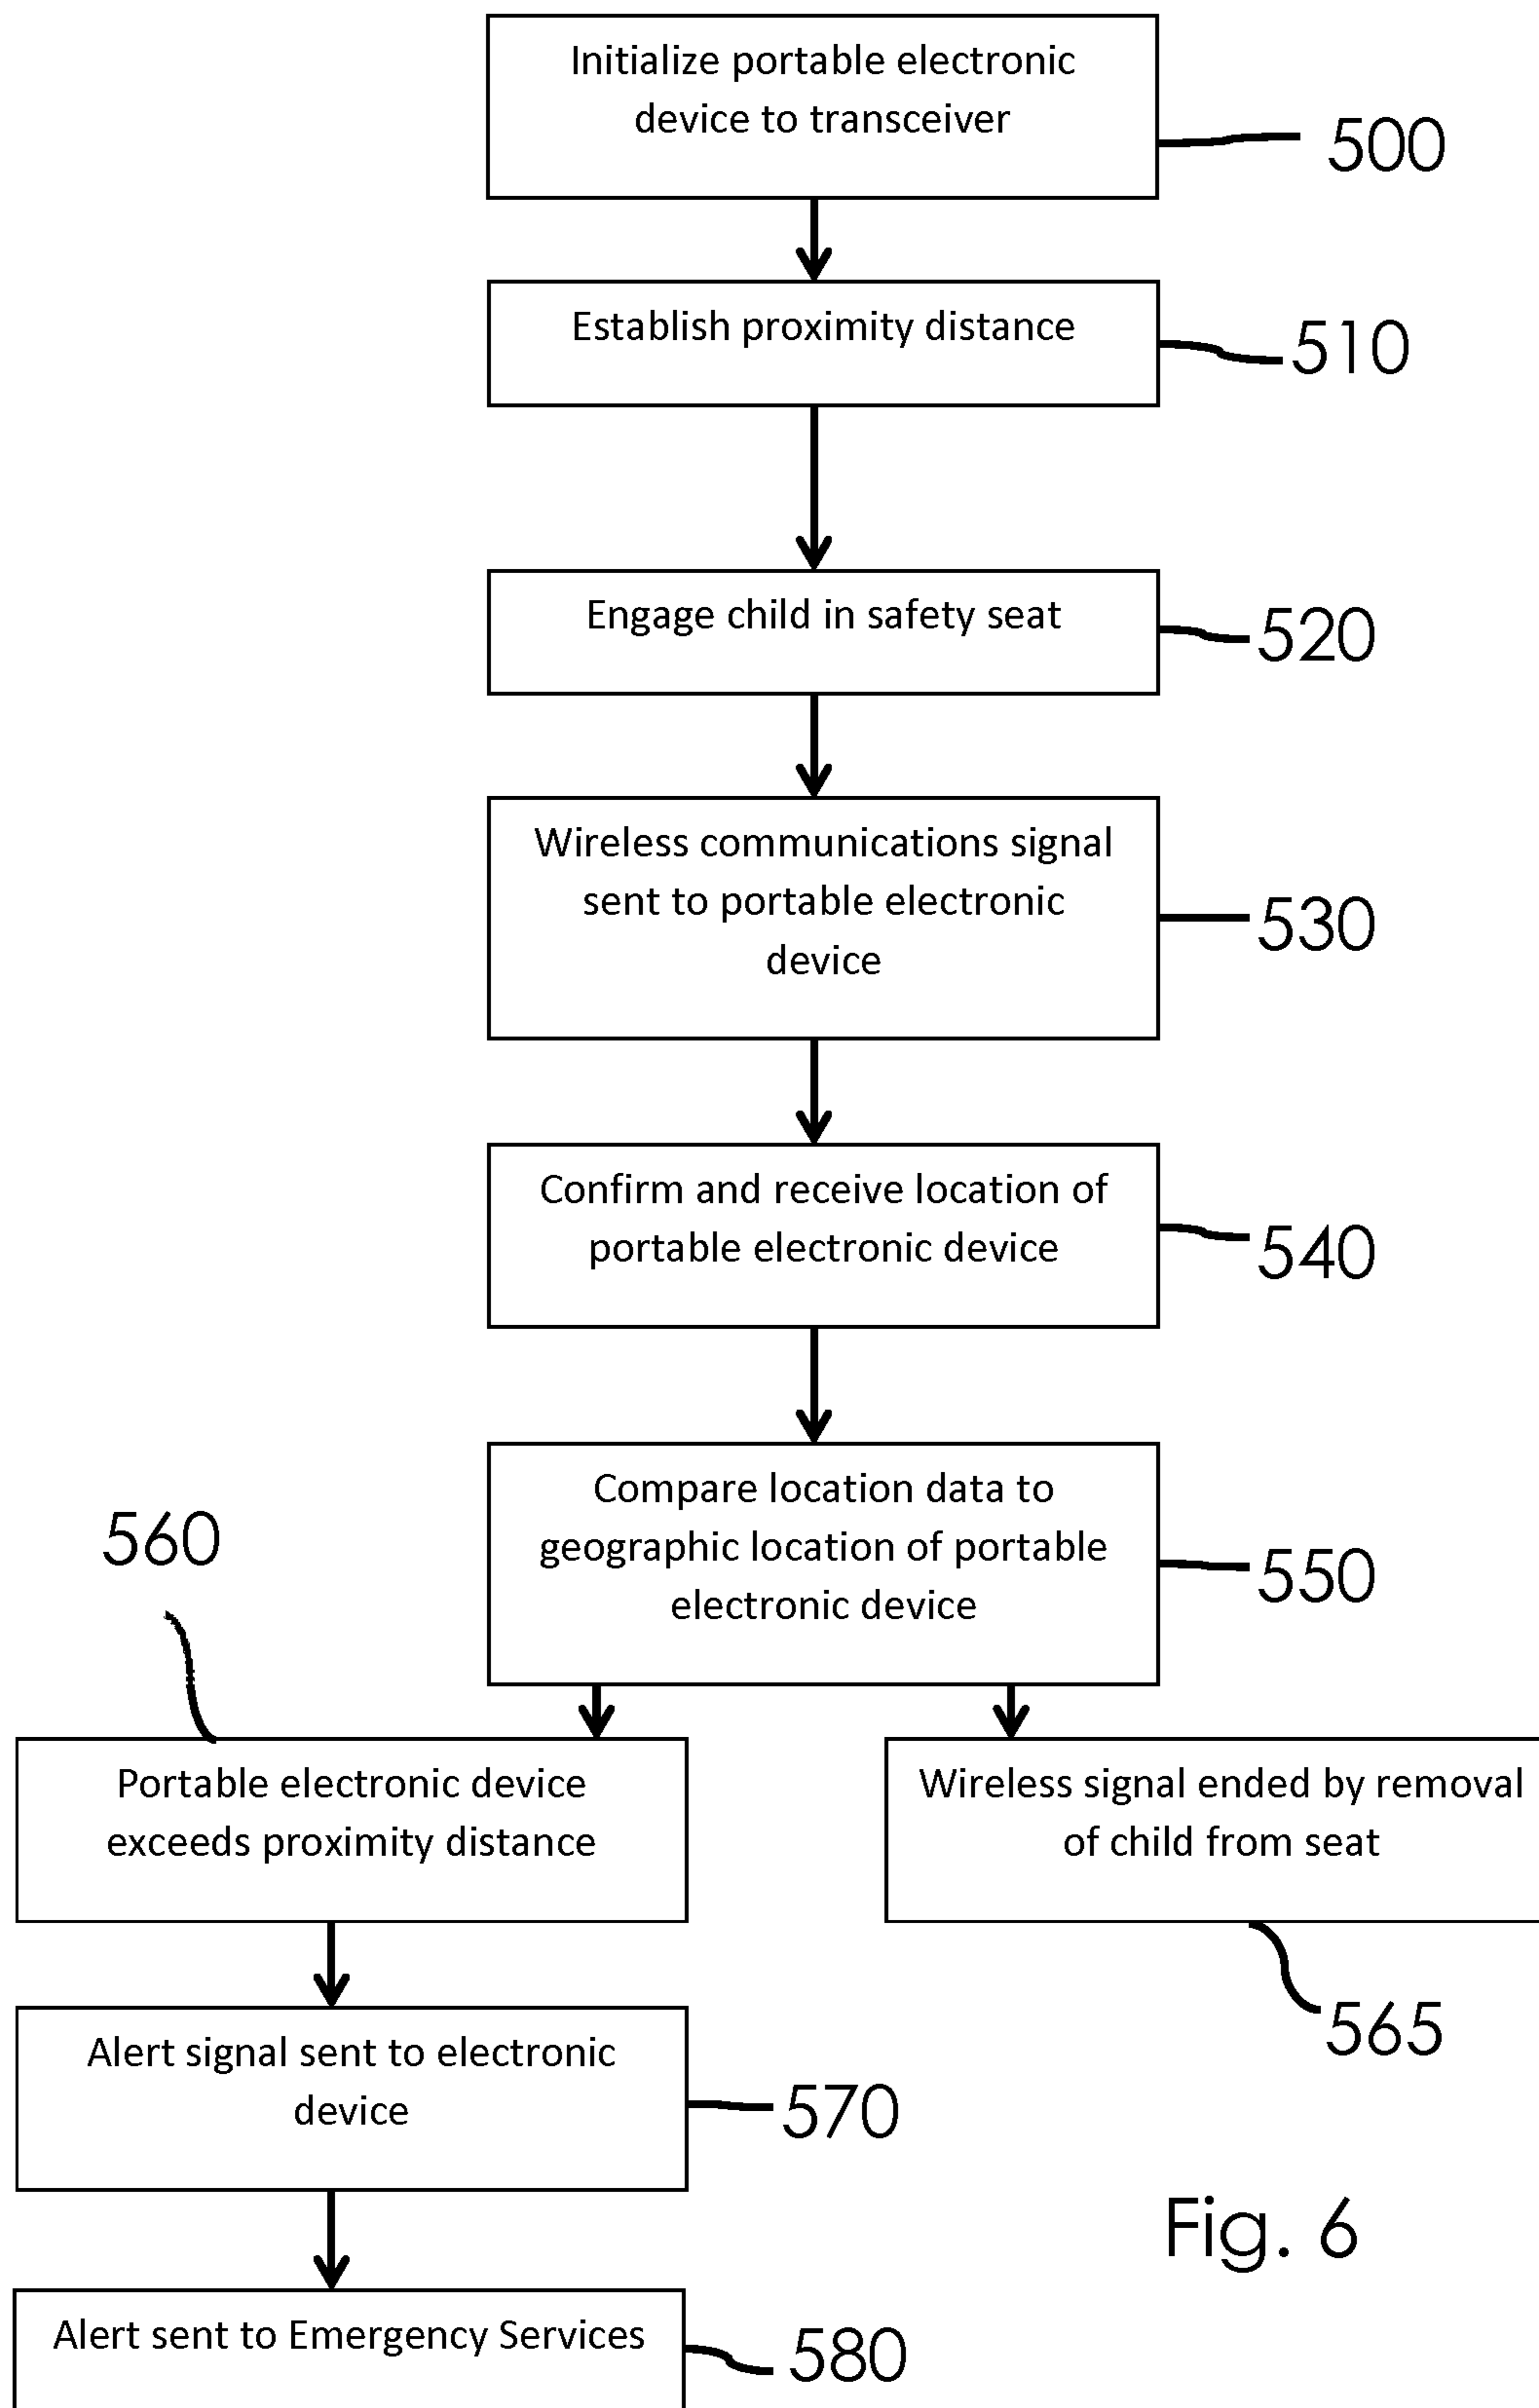 Initialize portable electronic
device to transceiver
500
Establish proximity distance
510
Engage child in safety seat
520
Wireless communications signal
sent to portable electronic
device
530
Confirm and receive location of
portable electronic device
540
Compare location data to
geographic location of portable
electronic device
550
560
Portable electronic device
exceeds proximity distance
Wireless signal ended by removal
of child from seat
565
Alert signal sent to electronic
device
570
Fig. 6
Alert sent to Emergency Services
580